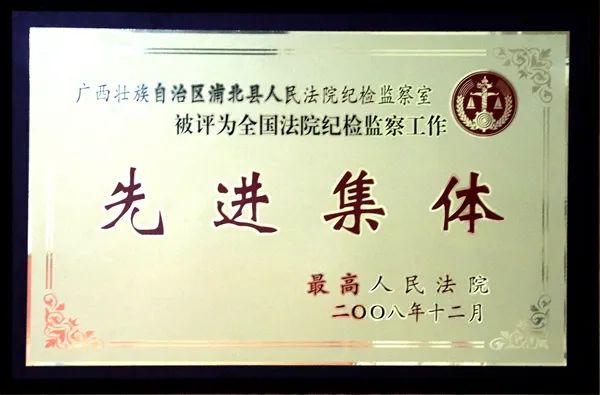 广西壮族自治区浦北县人民法院纪检监察室
被评为全国法院纪检监察工作
先进集体
最高人民法院
二〇〇八年十二月